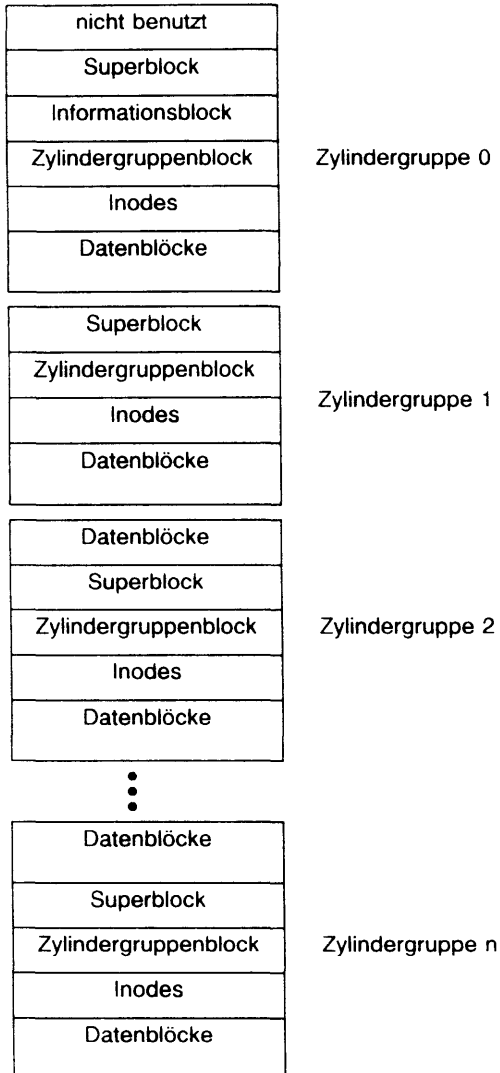 nicht benutzt
Superblock
Informationsblock
Zylindergruppenblock
Zylindergruppe 0
Inodes
Datenblöcke
Superblock
Zylindergruppenblock
Zylindergruppe 1
Inodes
Datenblöcke
Datenblöcke
Superblock
Zylindergruppenblock
Zylindergruppe 2
Inodes
Datenblöcke
Datenblöcke
Superblock
Zylindergruppenblock
Zylindergruppe n
Inodes
Datenblöcke